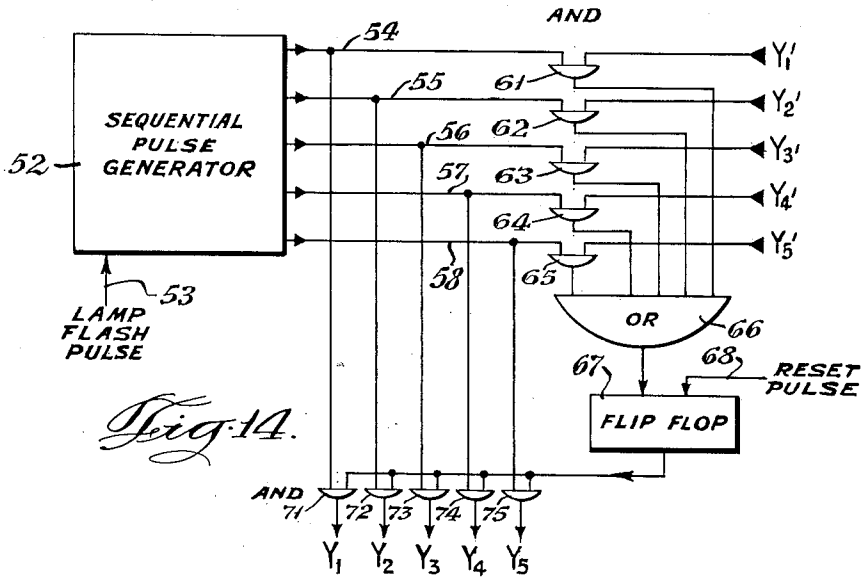 AND
54
Y₁'
61
55
Y₂'
62
SEQUENTIAL
PULSE
GENERATOR
52
56
Y₃'
63
57
Y₄'
64
58
Y₅'
65
53
LAMP
FLASH
PULSE
OR
66
67
68
RESET
PULSE
FLIP FLOP
Fig. 14.
AND
71
72
73
74
75
Y₁ Y₂ Y₃ Y₄ Y₅